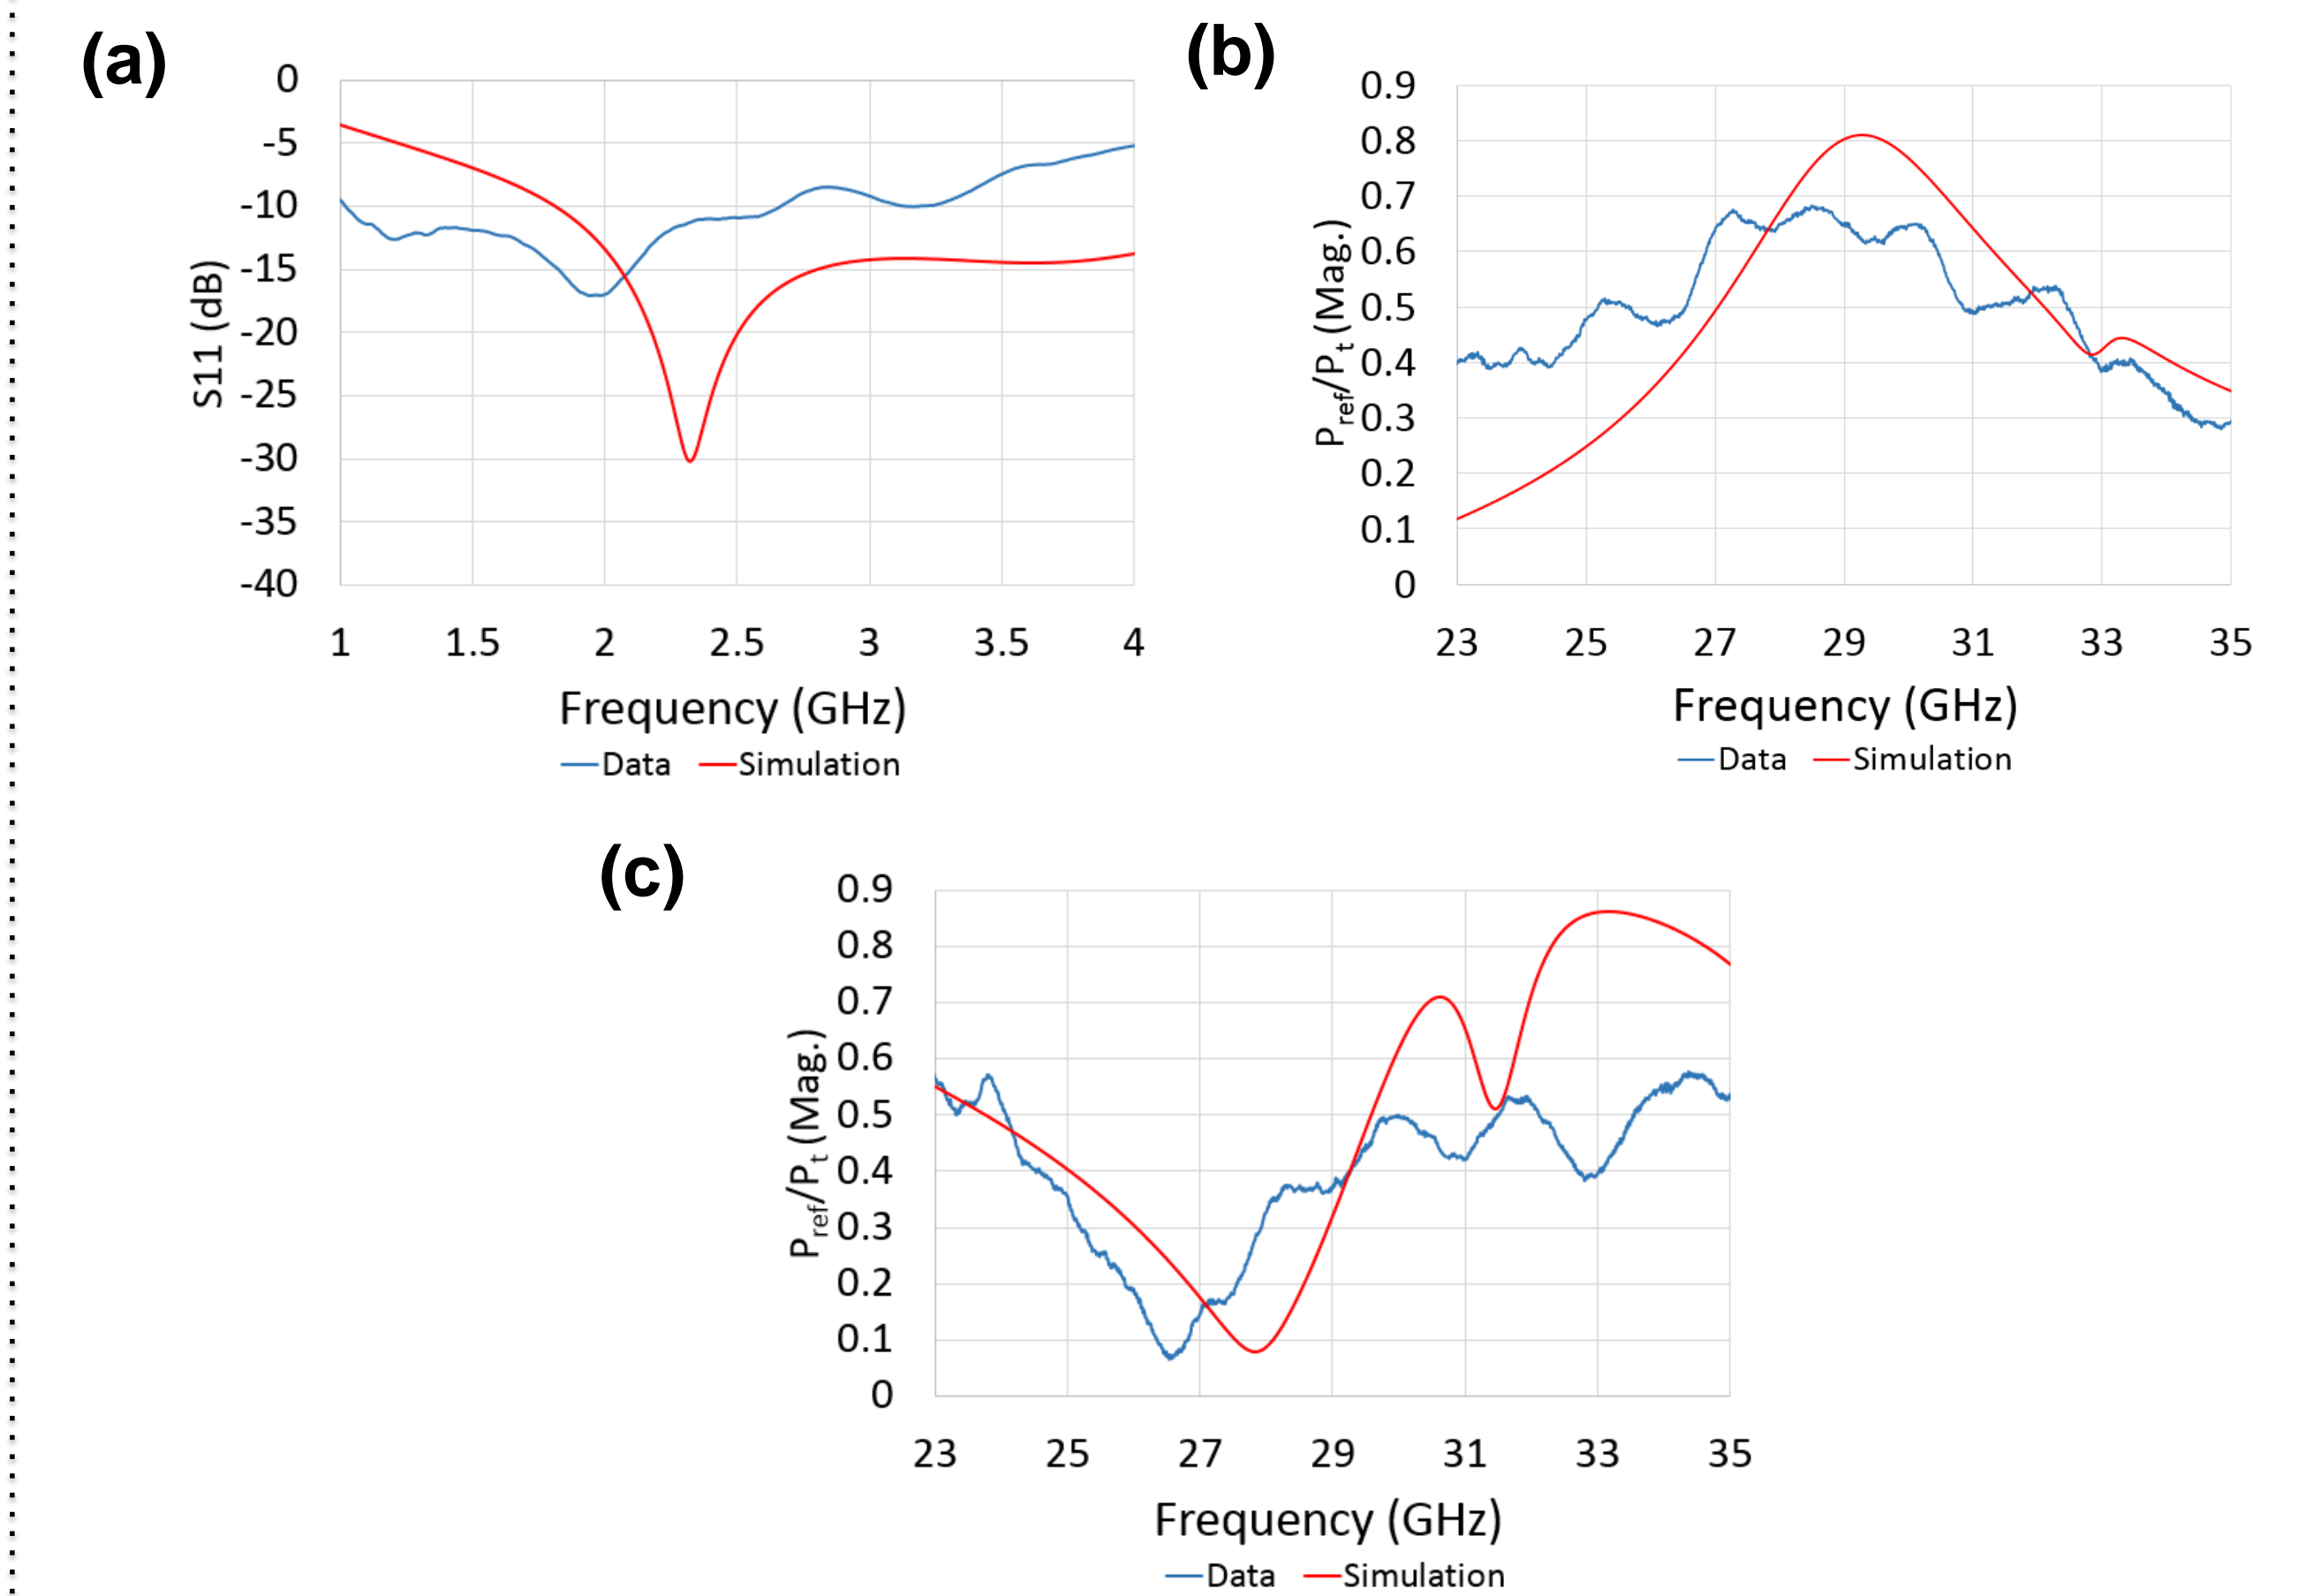 (a)
0
-5
-10
-15
-20
-25
-30
-35
-40
S11 (dB)
1 1.5 2 2.5 3 3.5 4
Frequency (GHz)
Data Simulation
(b)
0.9
0.8
0.7
0.6
0.5
0.4
0.3
0.2
0.1
0
Pref/Pt (Mag.)
23 25 27 29 31 33 35
Frequency (GHz)
Data Simulation
(c)
0.9
0.8
0.7
0.6
0.5
0.4
0.3
0.2
0.1
0
Pref/Pt (Mag.)
23 25 27 29 31 33 35
Frequency (GHz)
Data Simulation